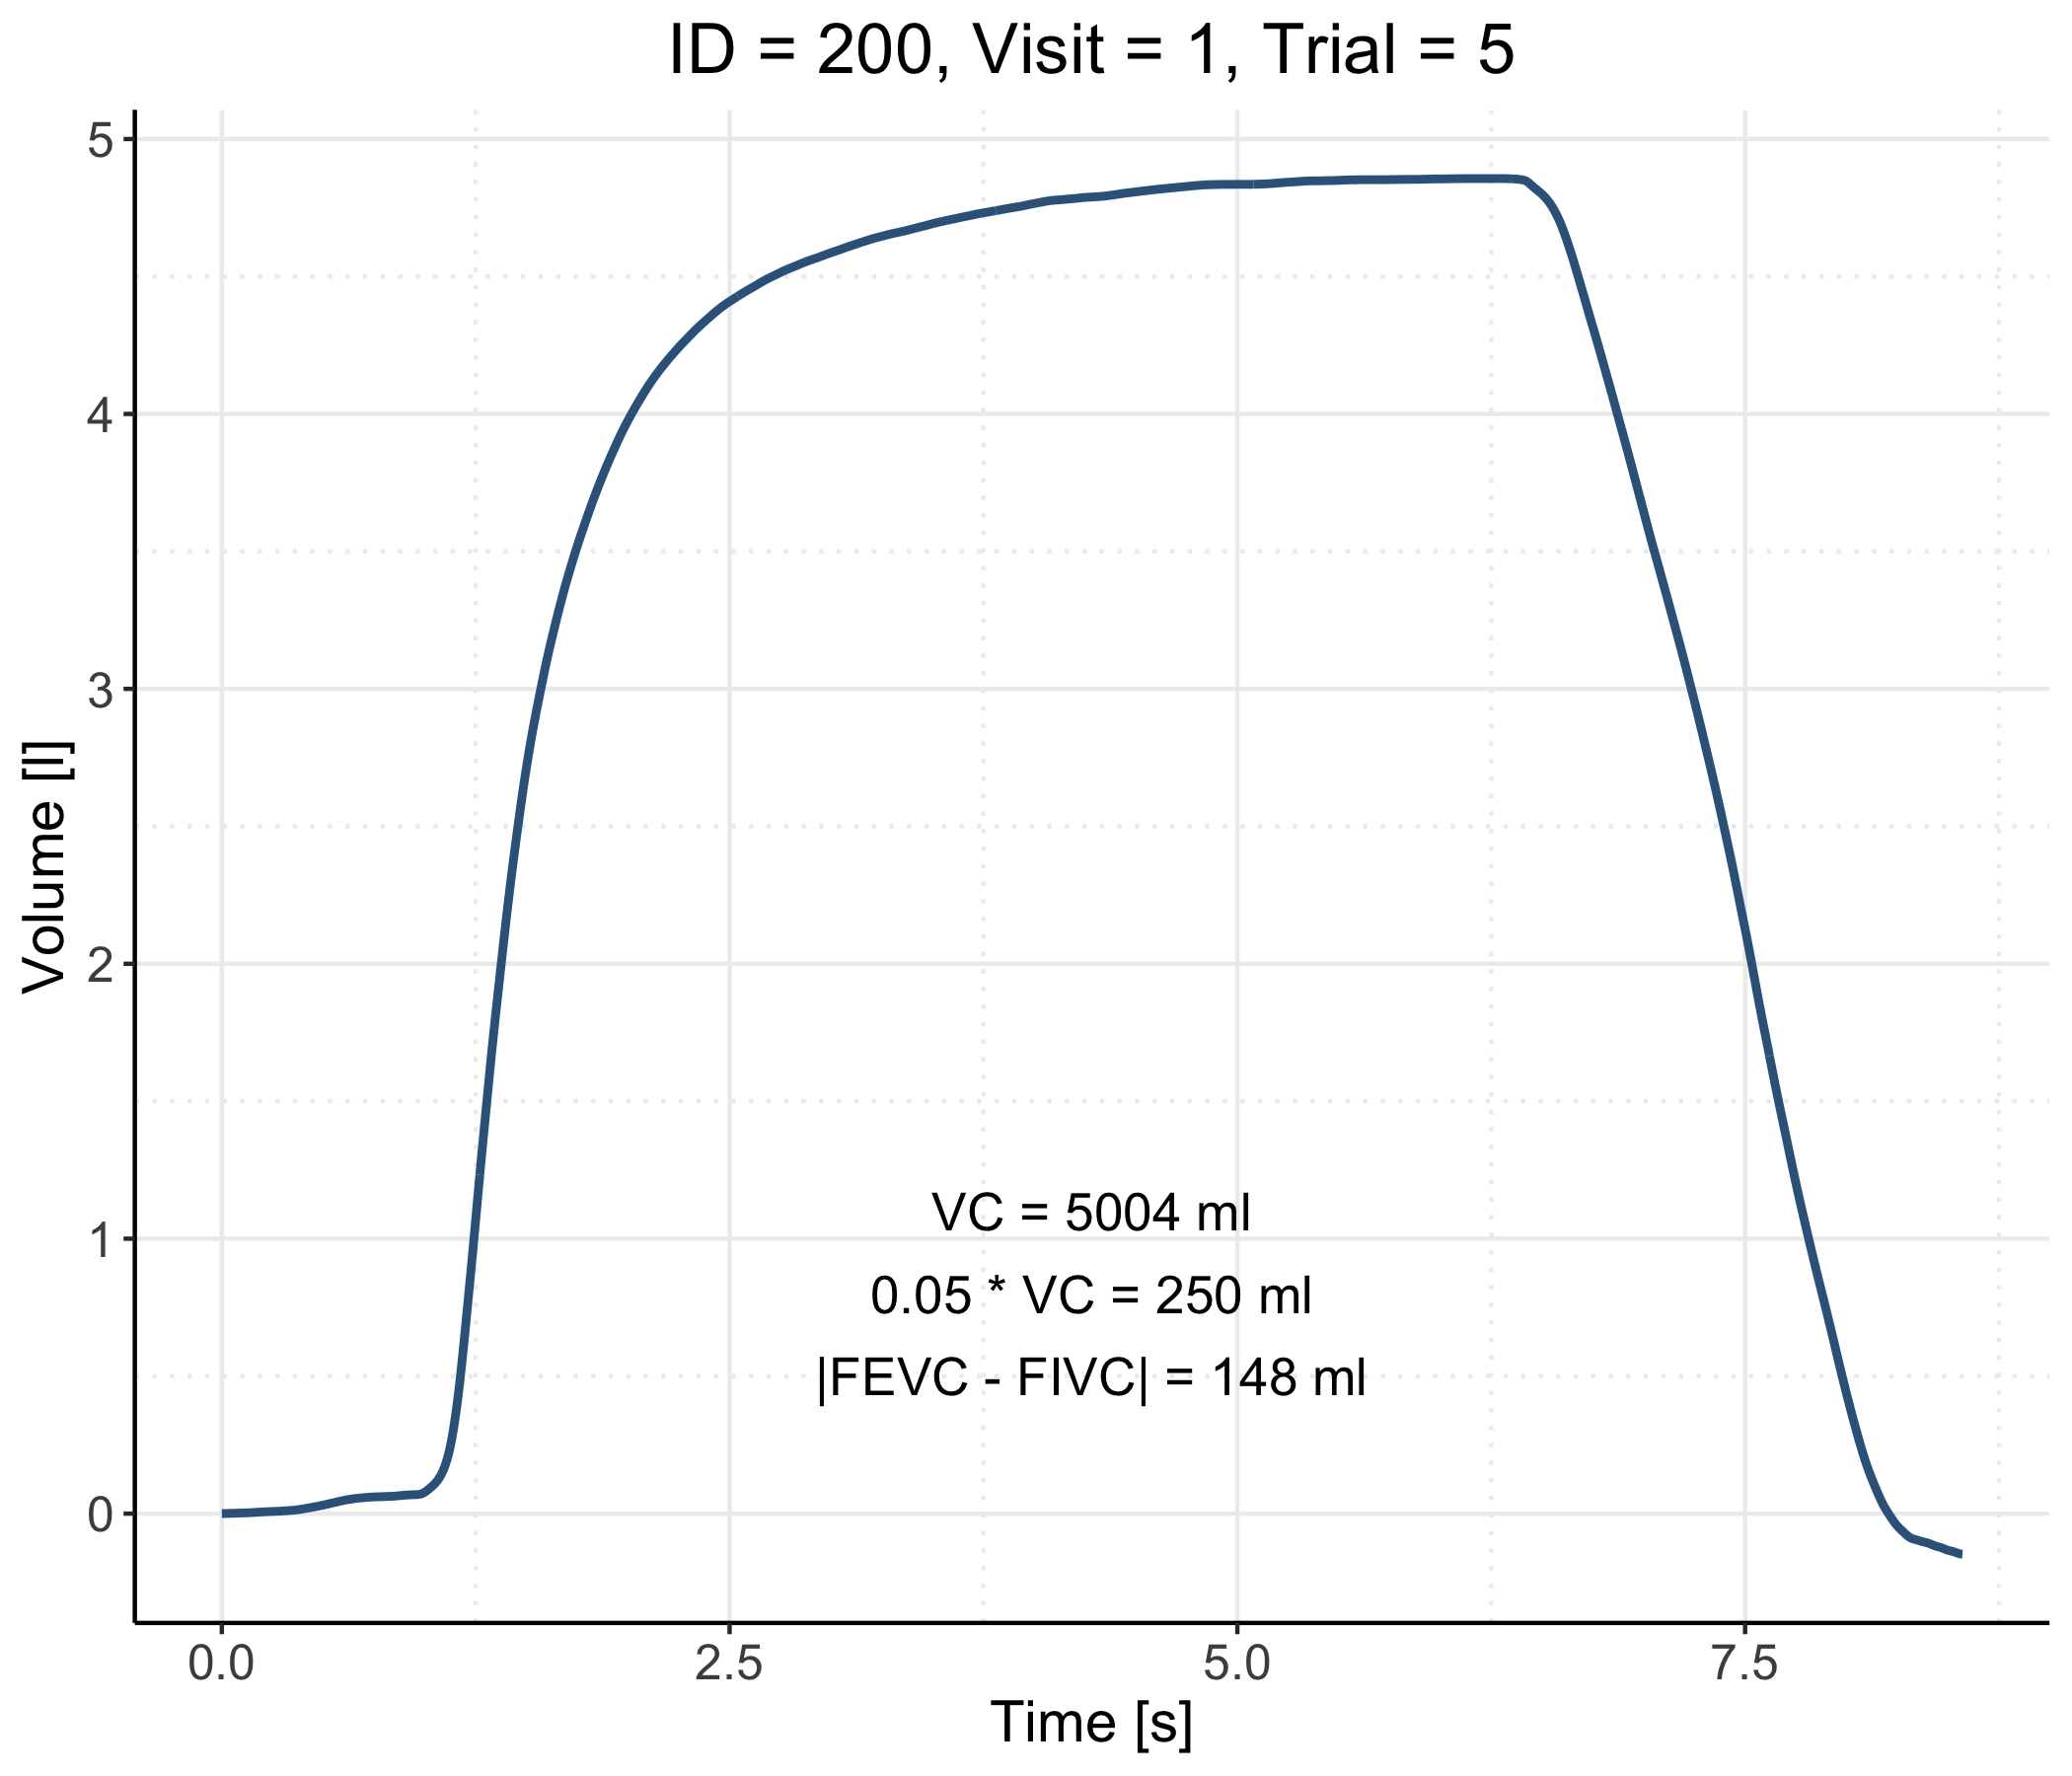 ID = 200, Visit = 1, Trial = 5
5
4
3
2
1
0
Volume [l]
VC = 5004 ml
0.05 * VC = 250 ml
|FEVC - FIVC| = 148 ml
0.0 2.5 5.0 7.5
Time [s]